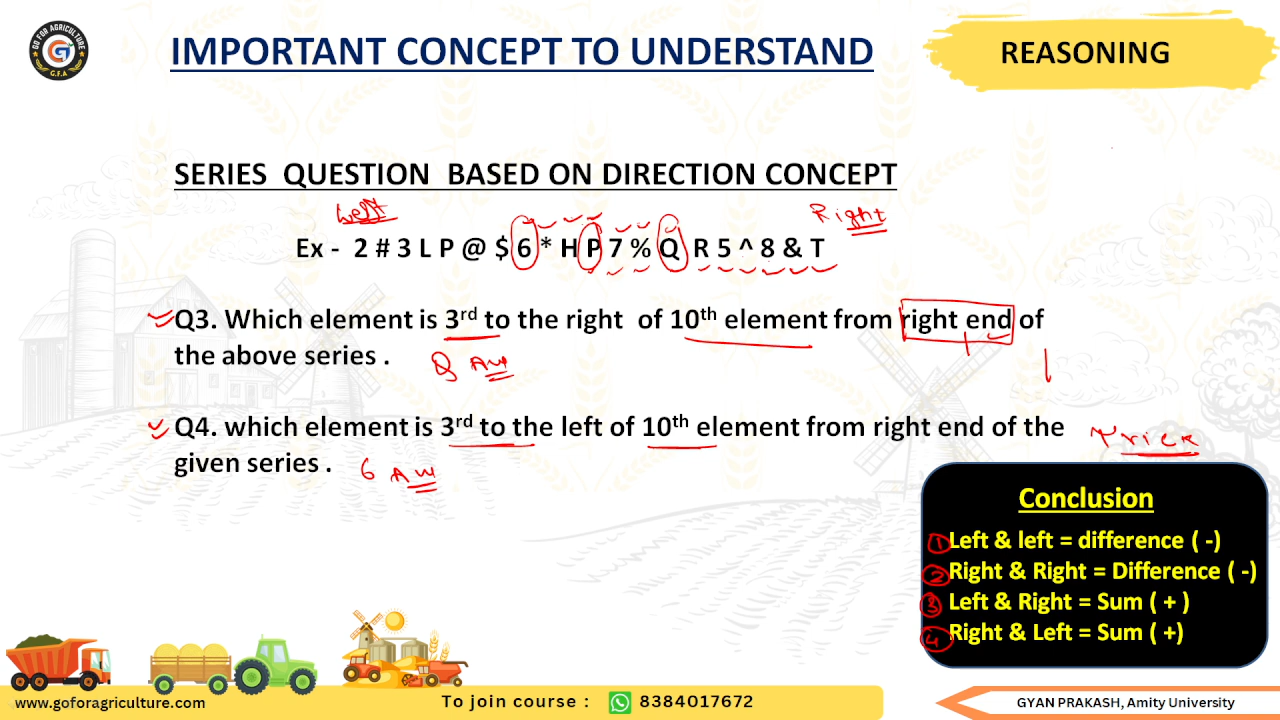 GO FOR AGRICULTURE
G.F.A
IMPORTANT CONCEPT TO UNDERSTAND
REASONING
SERIES QUESTION BASED ON DIRECTION CONCEPT
Left
Right
Ex - 2 # 3 L P @ $ 6 * H P 7 % Q R 5 ^ 8 & T
Q3. Which element is 3rd to the right of 10th element from right end of
the above series .
Q Ans
Q4. which element is 3rd to the left of 10th element from right end of the
given series .
6 Ans
Trick
Conclusion
1 Left & left = difference ( -)
2 Right & Right = Difference ( -)
3 Left & Right = Sum ( + )
4 Right & Left = Sum ( +)
www.goforagriculture.com
To join course : 8384017672
GYAN PRAKASH, Amity University